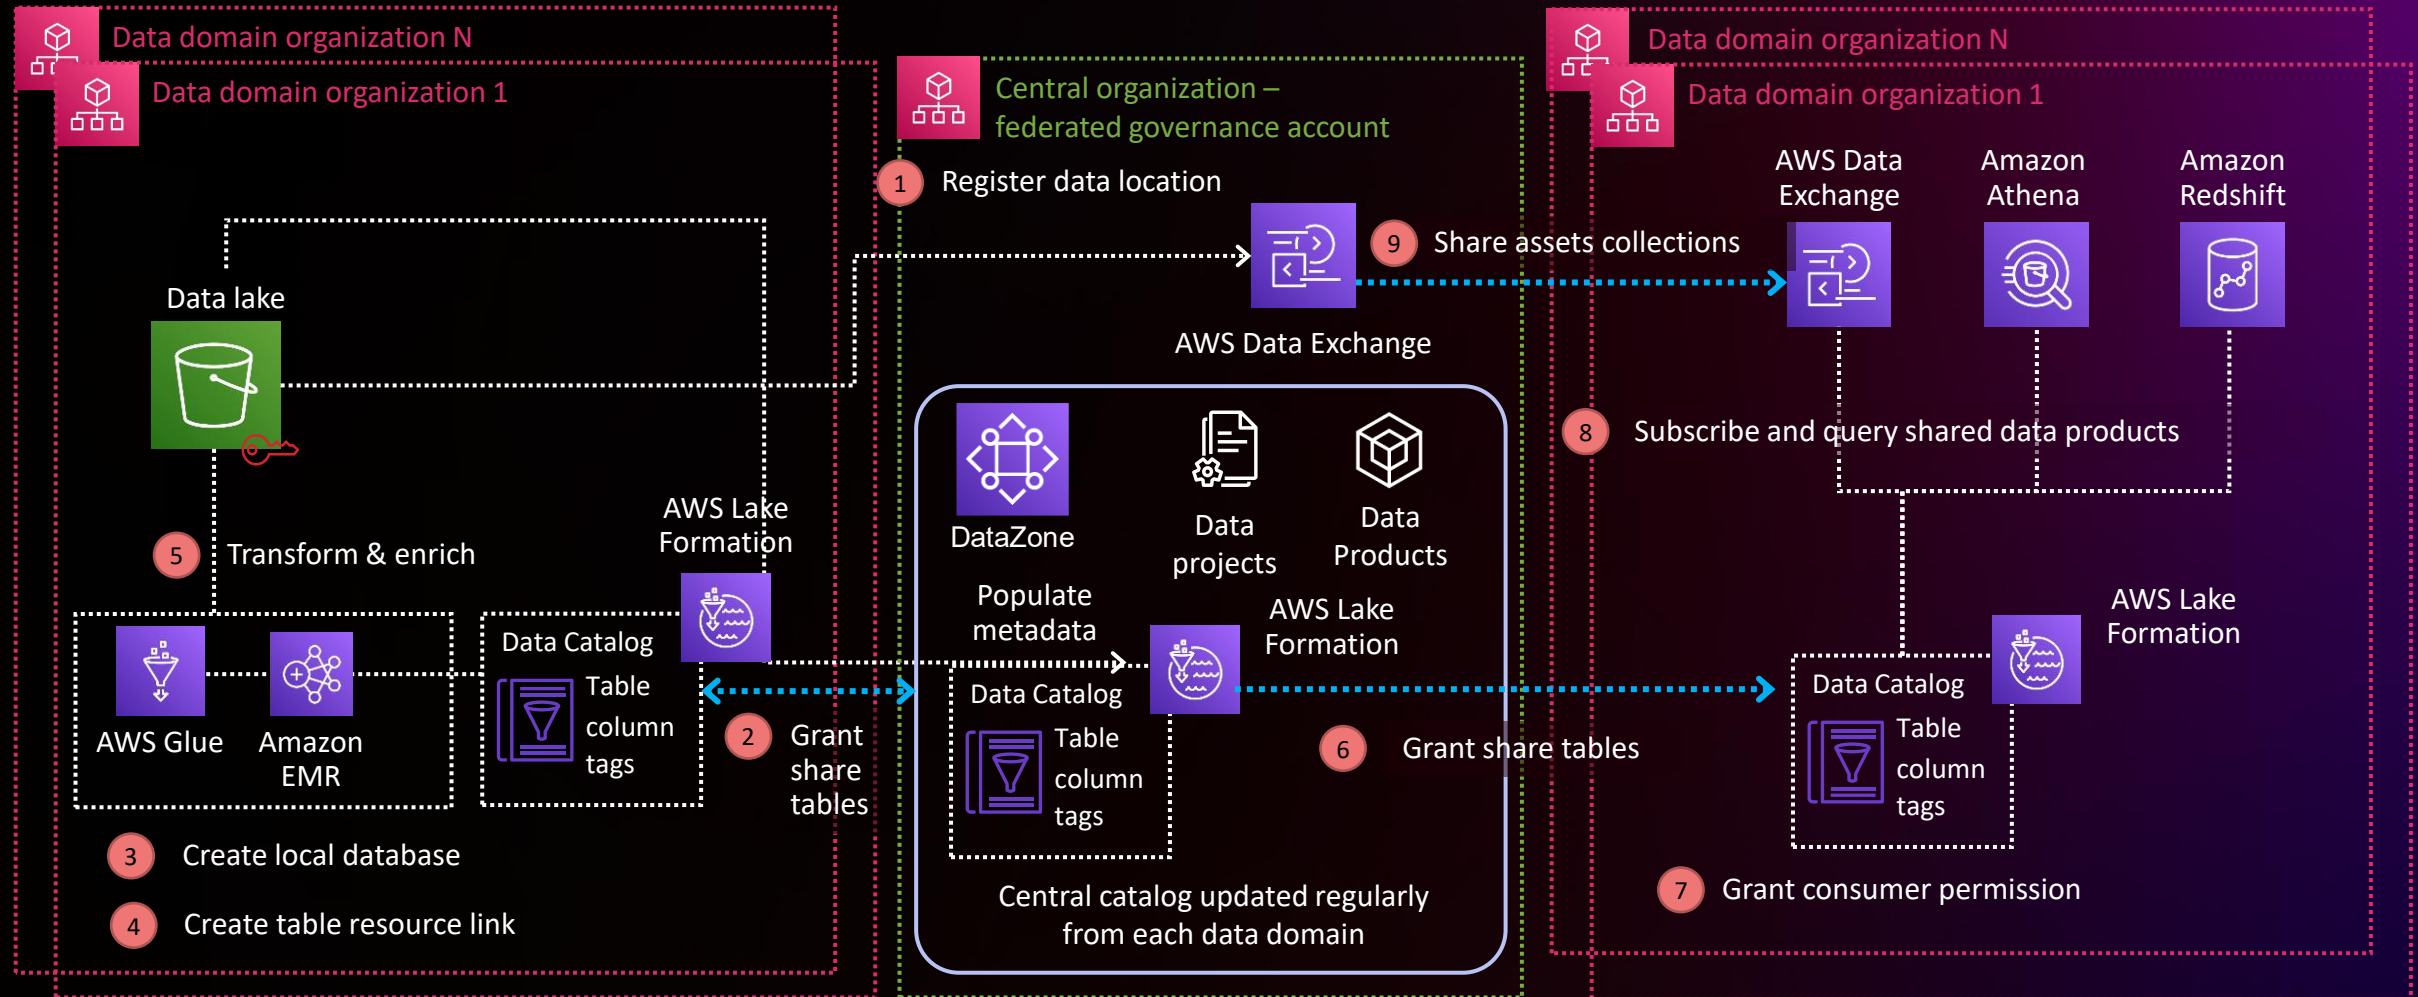 Data domain organization N
Data domain organization 1
Data lake
5 Transform & enrich
AWS Glue
Amazon
EMR
AWS Lake
Formation
Data Catalog
Table
column
tags
2 Grant
share
tables
3 Create local database
4 Create table resource link
Central organization –
federated governance account
1 Register data location
AWS Data Exchange
9 Share assets collections
DataZone
Data
projects
Data
Products
Populate
metadata
AWS Lake
Formation
Data Catalog
Table
column
tags
6 Grant share tables
Central catalog updated regularly
from each data domain
Data domain organization N
Data domain organization 1
AWS Data
Exchange
Amazon
Athena
Amazon
Redshift
8 Subscribe and query shared data products
AWS Lake
Formation
Data Catalog
Table
column
tags
7 Grant consumer permission